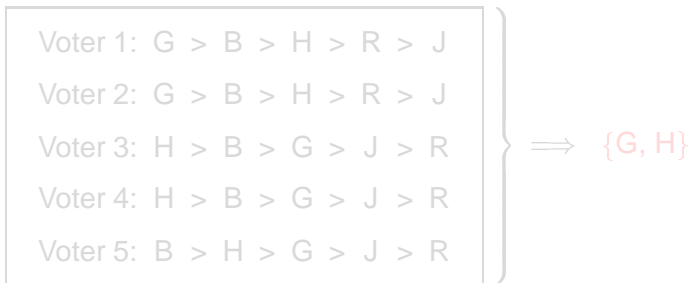 Voter 1: G > B > H > R > J
Voter 2: G > B > H > R > J
Voter 3: H > B > G > J > R
⟹ {G, H}
Voter 4: H > B > G > J > R
Voter 5: B > H > G > J > R